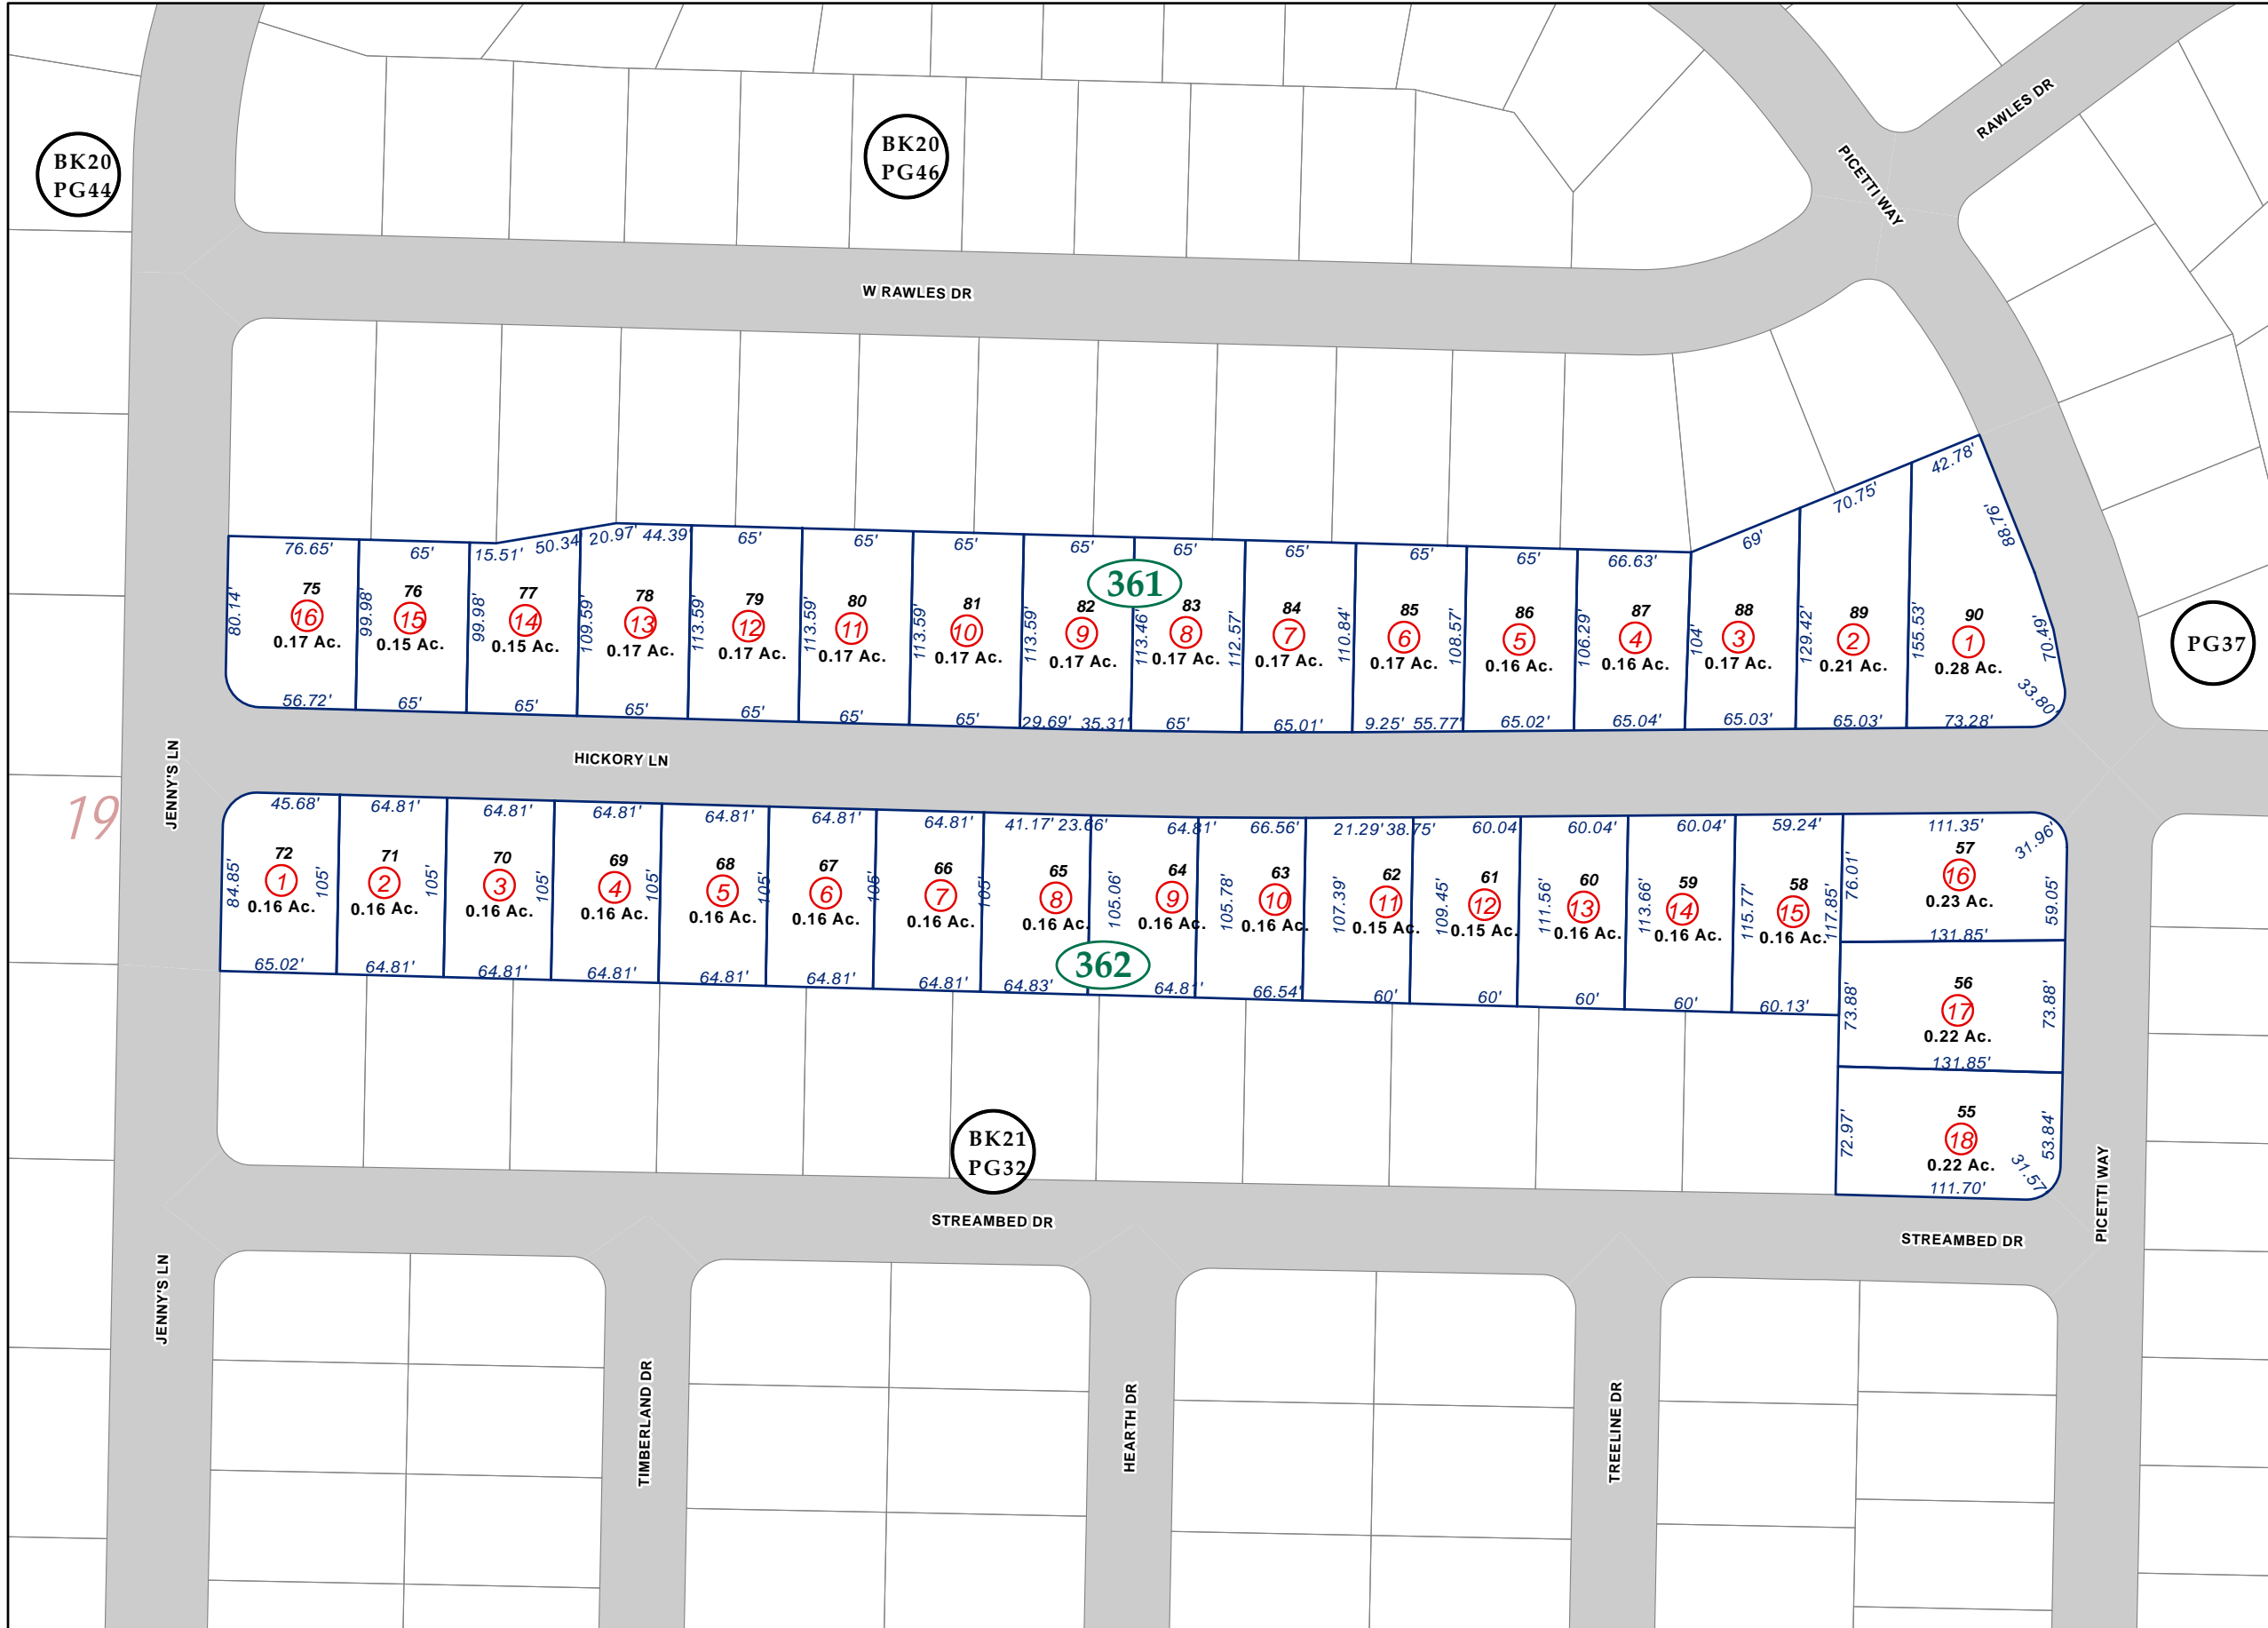 RAWLES DR
PICETTI WAY
BK20
PG44
BK20
PG46
W RAWLES DR
76.65' 65' 15.51' 50.34' 20.97' 44.39' 65' 65' 65' 65' 65' 65' 65' 65' 66.63' 69' 70.75' 42.78'
361
75 76 77 78 79 80 81 82 83 84 85 86 87 88 89 90
16 15 14 13 12 11 10 9 8 7 6 5 4 3 2 1
0.17 Ac. 0.15 Ac. 0.15 Ac. 0.17 Ac. 0.17 Ac. 0.17 Ac. 0.17 Ac. 0.17 Ac. 0.17 Ac. 0.17 Ac. 0.17 Ac. 0.16 Ac. 0.16 Ac. 0.17 Ac. 0.21 Ac. 0.28 Ac.
80.14' 99.98' 99.98' 109.59' 113.59' 113.59' 113.59' 113.59' 113.46' 112.57' 110.84' 108.57' 106.29' 104' 129.42' 155.53' 88.76' 70.49' 33.80'
56.72' 65' 65' 65' 65' 65' 65' 29.69' 35.31' 65' 65.01' 9.25' 55.77' 65.02' 65.04' 65.03' 65.03' 73.28'
PG37
HICKORY LN
JENNY'S LN
19
45.68' 64.81' 64.81' 64.81' 64.81' 64.81' 64.81' 41.17' 23.66' 64.81' 66.56' 21.29' 38.75' 60.04' 60.04' 60.04' 59.24' 111.35' 31.96'
72 71 70 69 68 67 66 65 64 63 62 61 60 59 58 57
1 2 3 4 5 6 7 8 9 10 11 12 13 14 15 16
0.16 Ac. 0.16 Ac. 0.16 Ac. 0.16 Ac. 0.16 Ac. 0.16 Ac. 0.16 Ac. 0.16 Ac. 0.16 Ac. 0.16 Ac. 0.15 Ac. 0.15 Ac. 0.16 Ac. 0.16 Ac. 0.16 Ac. 0.23 Ac.
84.85' 105' 105' 105' 105' 105' 105' 105' 105.06' 105.78' 107.39' 109.45' 111.56' 113.66' 115.77' 117.85' 76.01' 59.05'
131.85'
362
65.02' 64.81' 64.81' 64.81' 64.81' 64.81' 64.81' 64.83' 64.81' 66.54' 60' 60' 60' 60' 60.13'
56
17
0.22 Ac.
73.88' 73.88'
131.85'
55
18
0.22 Ac.
72.97' 53.84' 31.57'
111.70'
BK21
PG32
STREAMBED DR
STREAMBED DR
PICETTI WAY
JENNY'S LN
TIMBERLAND DR
HEARTH DR
TREELINE DR